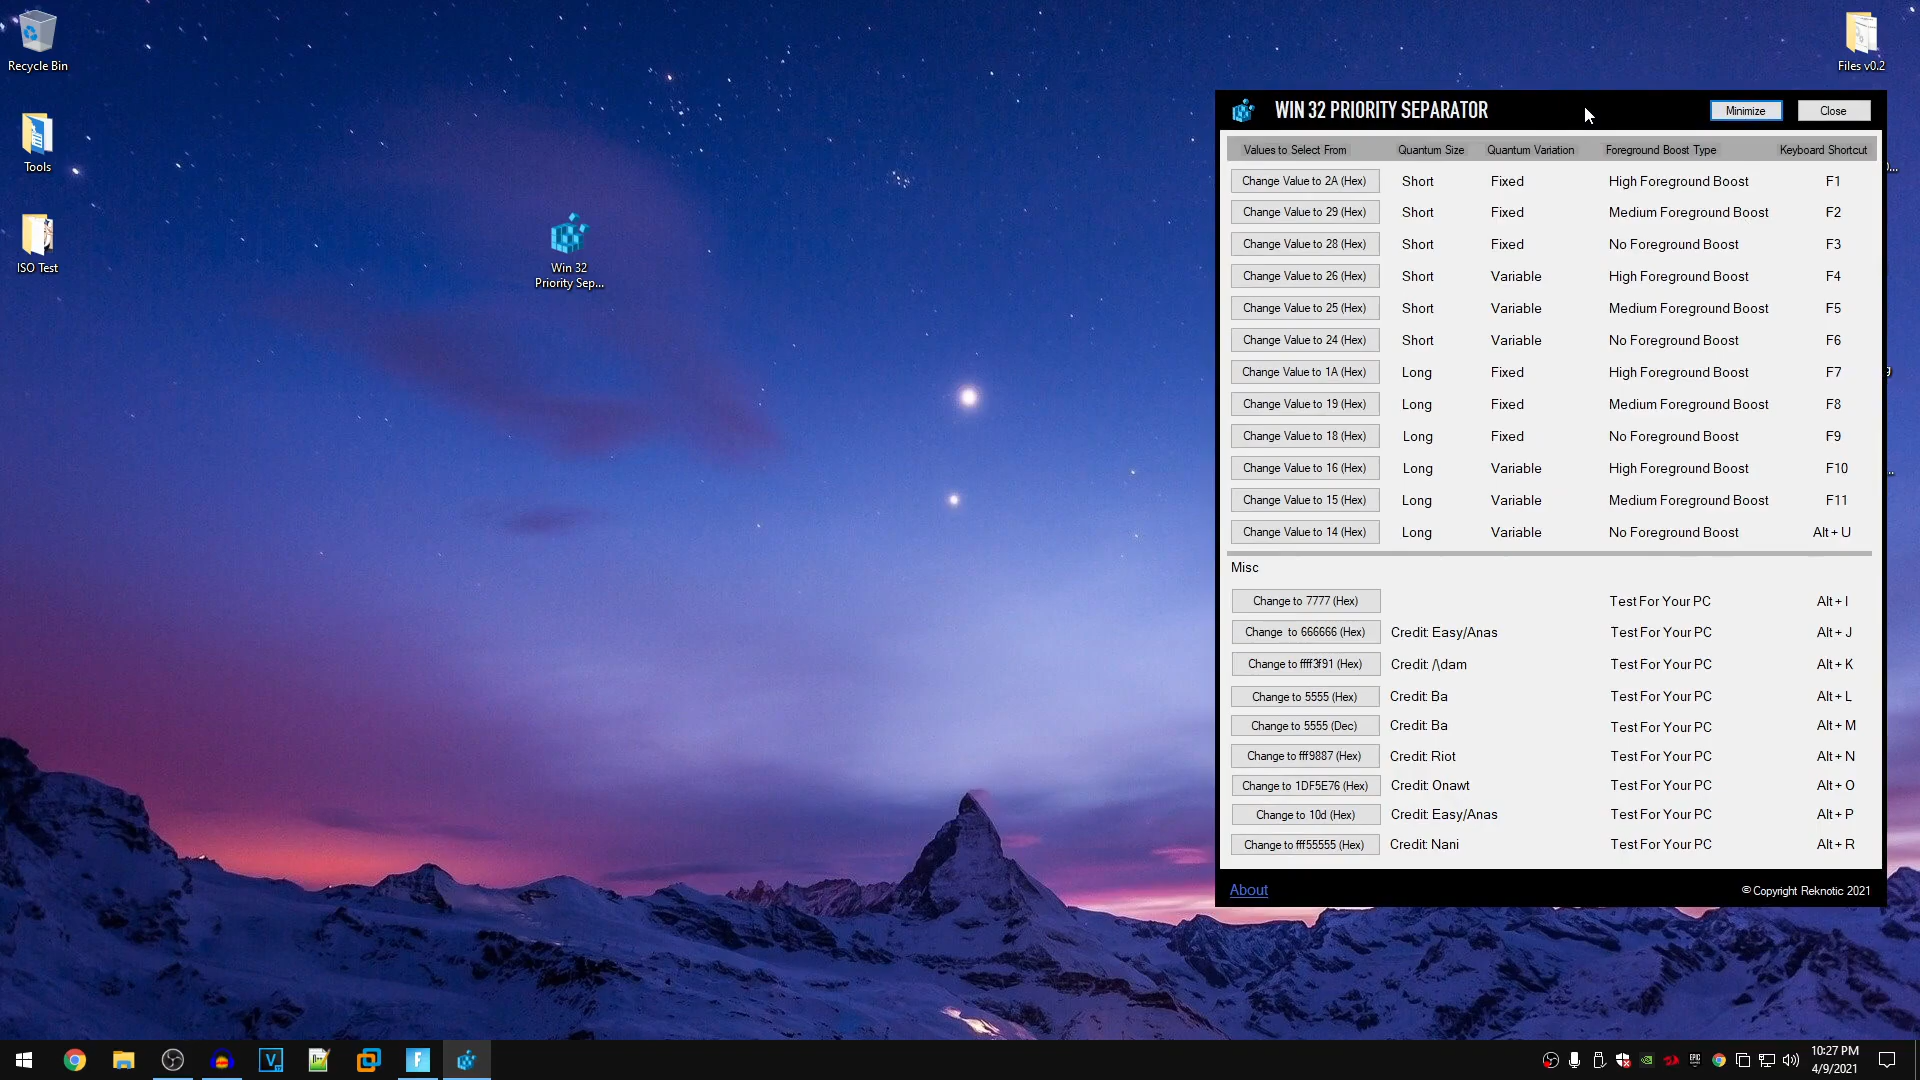 Recycle Bin
Tools
ISO Test
Win 32
Priority Sep...
Files v0.2
WIN 32 PRIORITY SEPARATOR
Minimize
Close
Values to Select From Quantum Size Quantum Variation Foreground Boost Type Keyboard Shortcut
Change Value to 2A (Hex) Short Fixed High Foreground Boost F1
Change Value to 29 (Hex) Short Fixed Medium Foreground Boost F2
Change Value to 28 (Hex) Short Fixed No Foreground Boost F3
Change Value to 26 (Hex) Short Variable High Foreground Boost F4
Change Value to 25 (Hex) Short Variable Medium Foreground Boost F5
Change Value to 24 (Hex) Short Variable No Foreground Boost F6
Change Value to 1A (Hex) Long Fixed High Foreground Boost F7
Change Value to 19 (Hex) Long Fixed Medium Foreground Boost F8
Change Value to 18 (Hex) Long Fixed No Foreground Boost F9
Change Value to 16 (Hex) Long Variable High Foreground Boost F10
Change Value to 15 (Hex) Long Variable Medium Foreground Boost F11
Change Value to 14 (Hex) Long Variable No Foreground Boost Alt + U
Misc
Change to 7777 (Hex) Test For Your PC Alt + I
Change to 666666 (Hex) Credit: Easy/Anas Test For Your PC Alt + J
Change to ffff3f91 (Hex) Credit: /\dam Test For Your PC Alt + K
Change to 5555 (Hex) Credit: Ba Test For Your PC Alt + L
Change to 5555 (Dec) Credit: Ba Test For Your PC Alt + M
Change to fff9887 (Hex) Credit: Riot Test For Your PC Alt + N
Change to 1DF5E76 (Hex) Credit: Onawt Test For Your PC Alt + O
Change to 10d (Hex) Credit: Easy/Anas Test For Your PC Alt + P
Change to fff55555 (Hex) Credit: Nani Test For Your PC Alt + R
About
© Copyright Reknotic 2021
10:27 PM
4/9/2021